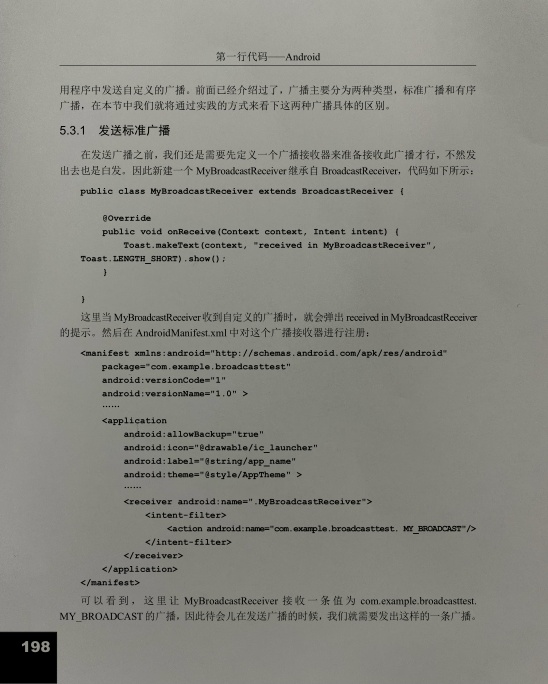 第一行代码——Android
用程序中发送自定义的广播。前面已经介绍过了，广播主要分为两种类型，标准广播和有序
广播，在本节中我们就将通过实践的方式来看下这两种广播具体的区别。
5.3.1 发送标准广播
在发送广播之前，我们还是需要先定义一个广播接收器来准备接收此广播才行，不然发
出去也是白发。因此新建一个 MyBroadcastReceiver 继承自 BroadcastReceiver，代码如下所示：
public class MyBroadcastReceiver extends BroadcastReceiver {
@Override
public void onReceive(Context context, Intent intent) {
Toast.makeText(context, "received in MyBroadcastReceiver",
Toast.LENGTH_SHORT).show();
}
}
这里当 MyBroadcastReceiver 收到自定义的广播时，就会弹出 received in MyBroadcastReceiver
的提示。然后在 AndroidManifest.xml 中对这个广播接收器进行注册：
<manifest xmlns:android="http://schemas.android.com/apk/res/android"
package="com.example.broadcasttest"
android:versionCode="1"
android:versionName="1.0" >
……
<application
android:allowBackup="true"
android:icon="@drawable/ic_launcher"
android:label="@string/app_name"
android:theme="@style/AppTheme" >
……
<receiver android:name=".MyBroadcastReceiver">
<intent-filter>
<action android:name="com.example.broadcasttest. MY_BROADCAST"/>
</intent-filter>
</receiver>
</application>
</manifest>
可以看到，这里让 MyBroadcastReceiver 接收一条值为 com.example.broadcasttest.
MY_BROADCAST 的广播，因此待会儿在发送广播的时候，我们就需要发出这样的一条广播。
198